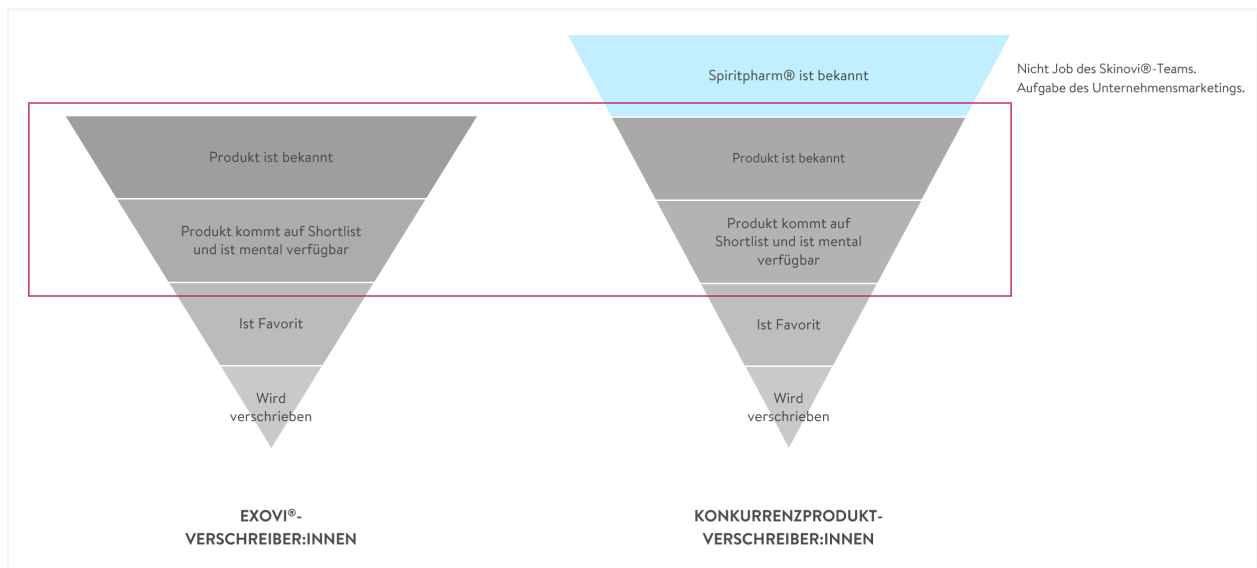 Spiritpharm® ist bekannt
Nicht Job des Skinovi®-Teams.
Aufgabe des Unternehmensmarketings.
Produkt ist bekannt
Produkt kommt auf Shortlist
und ist mental verfügbar
Ist Favorit
Wird
verschrieben
EXOVI®-
VERSCHREIBER:INNEN
Produkt ist bekannt
Produkt kommt auf
Shortlist und ist mental
verfügbar
Ist Favorit
Wird
verschrieben
KONKURRENZPRODUKT-
VERSCHREIBER:INNEN